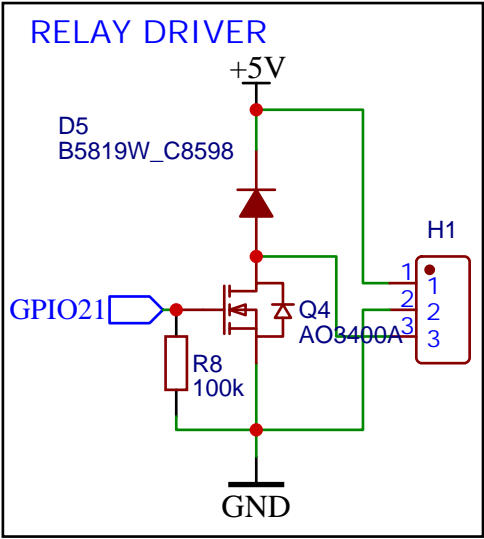 RELAY DRIVER
+5V
D5
B5819W_C8598
H1
1
1
2
2
3
3
GPIO21
Q4
AO3400A
R8
100k
GND